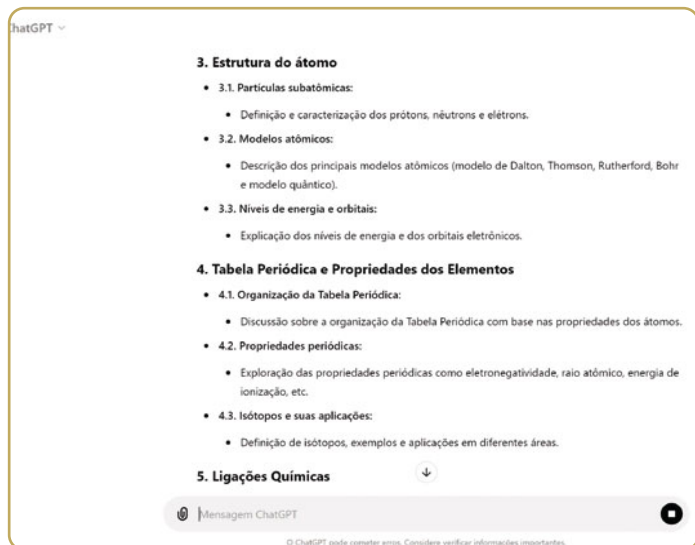 ChatGPT
3. Estrutura do átomo
• 3.1. Partículas subatômicas:
• Definição e caracterização dos prótons, nêutrons e elétrons.
• 3.2. Modelos atômicos:
• Descrição dos principais modelos atômicos (modelo de Dalton, Thomson, Rutherford, Bohr
e modelo quântico).
• 3.3. Níveis de energia e orbitais:
• Explicação dos níveis de energia e dos orbitais eletrônicos.
4. Tabela Periódica e Propriedades dos Elementos
• 4.1. Organização da Tabela Periódica:
• Discussão sobre a organização da Tabela Periódica com base nas propriedades dos átomos.
• 4.2. Propriedades periódicas:
• Exploração das propriedades periódicas como eletronegatividade, raio atômico, energia de
ionização, etc.
• 4.3. Isótopos e suas aplicações:
• Definição de isótopos, exemplos e aplicações em diferentes áreas.
5. Ligações Químicas
Mensagem ChatGPT
O ChatGPT pode cometer erros. Considere verificar informações importantes.